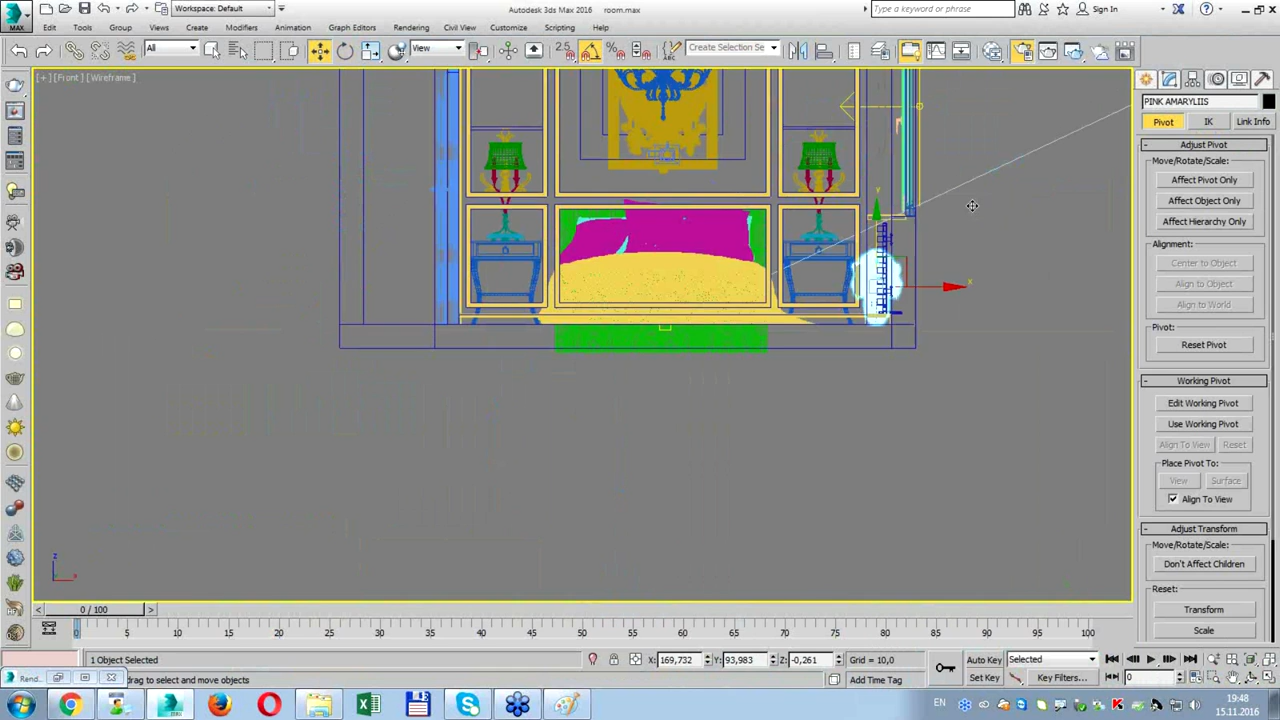 MAX
Workspace: Default
Autodesk 3ds Max 2016 room.max
Type a keyword or phrase
Sign In
Edit Tools Group Views Create Modifiers Animation Graph Editors Rendering Civil View Customize Scripting Help
All
View
2.5
Create Selection Se
[+] [Front] [Wireframe]
PINK AMARYLIIS
Pivot IK Link Info
- Adjust Pivot
Move/Rotate/Scale:
Affect Pivot Only
Affect Object Only
Affect Hierarchy Only
Alignment:
Center to Object
Align to Object
Align to World
Pivot:
Reset Pivot
- Working Pivot
Edit Working Pivot
Use Working Pivot
Align To View Reset
Place Pivot To:
View Surface
Align To View
- Adjust Transform
Move/Rotate/Scale:
Don't Affect Children
Reset:
Transform
Scale
y
x
z
x
< 0 / 100 >
0 5 10 15 20 25 30 35 40 45 50 55 60 65 70 75 80 85 90 95 100
1 Object Selected
X: 169,732 Y: 93,983 Z: -0,261 Grid = 10,0
Auto Key Selected
Rend...
drag to select and move objects
Add Time Tag
Set Key Key Filters...
0
EN
19:48
15.11.2016